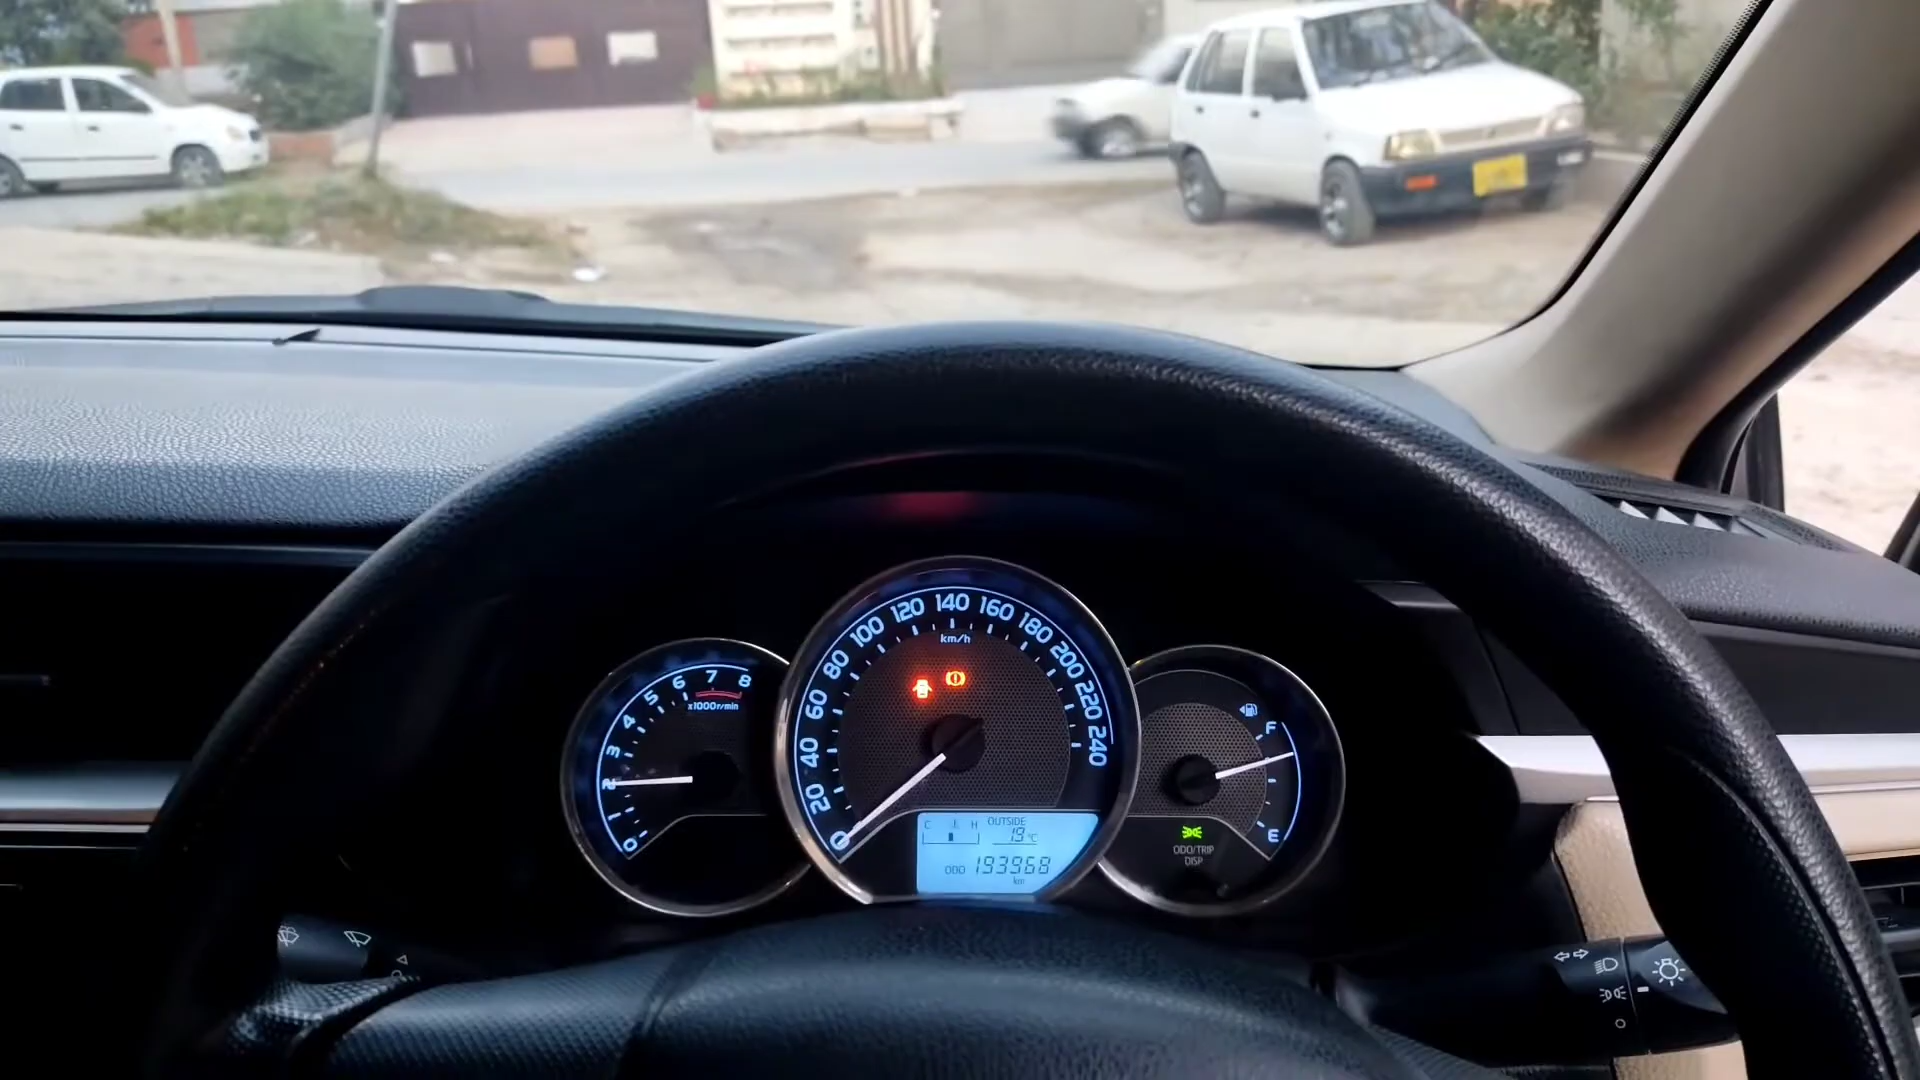 0 1 2 3 4 5 6 7 8
x1000r/min
0 20 40 60 80 100 120 140 160 180 200 220 240
km/h
C H OUTSIDE
19 °C
ODO 193968
km
F
E
ODO/TRIP
DISP